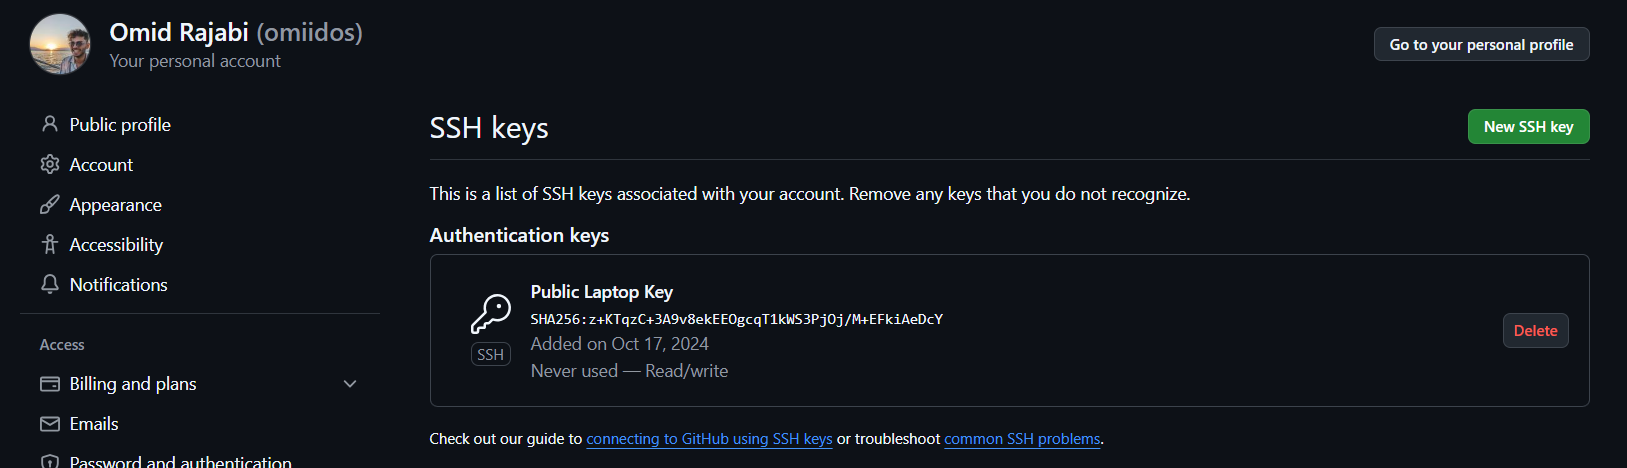 Omid Rajabi (omiidos)
Your personal account
Go to your personal profile
Public profile
Account
Appearance
Accessibility
Notifications
Access
Billing and plans
Emails
Password and authentication
SSH keys
New SSH key
This is a list of SSH keys associated with your account. Remove any keys that you do not recognize.
Authentication keys
Public Laptop Key
SHA256:z+KTqzC+3A9v8ekEEOgcqT1kWS3PjOj/M+EFkiAeDcY
Added on Oct 17, 2024
Never used — Read/write
SSH
Delete
Check out our guide to connecting to GitHub using SSH keys or troubleshoot common SSH problems.